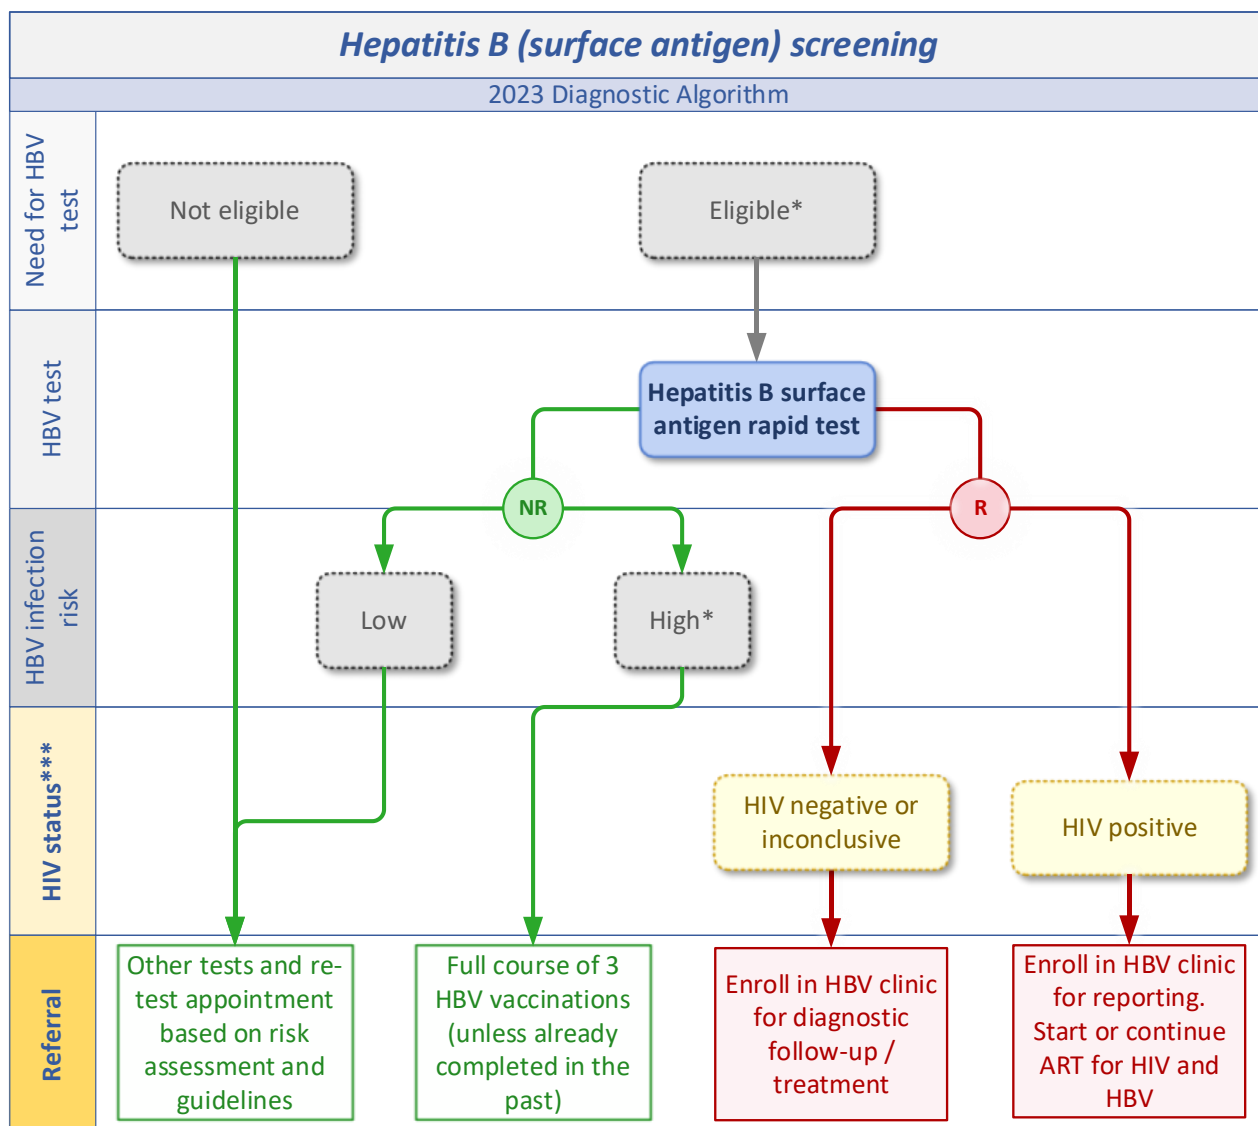 Hepatitis B (surface antigen) screening
2023 Diagnostic Algorithm
Need for HBV
test
Not eligible
Eligible*
HBV test
Hepatitis B surface
antigen rapid test
NR
R
HBV infection
risk
Low
High*
HIV status***
HIV negative or
inconclusive
HIV positive
Referral
Other tests and re-
test appointment
based on risk
assessment and
guidelines
Full course of 3
HBV vaccinations
(unless already
completed in the
past)
Enroll in HBV clinic
for diagnostic
follow-up /
treatment
Enroll in HBV clinic
for reporting.
Start or continue
ART for HIV and
HBV